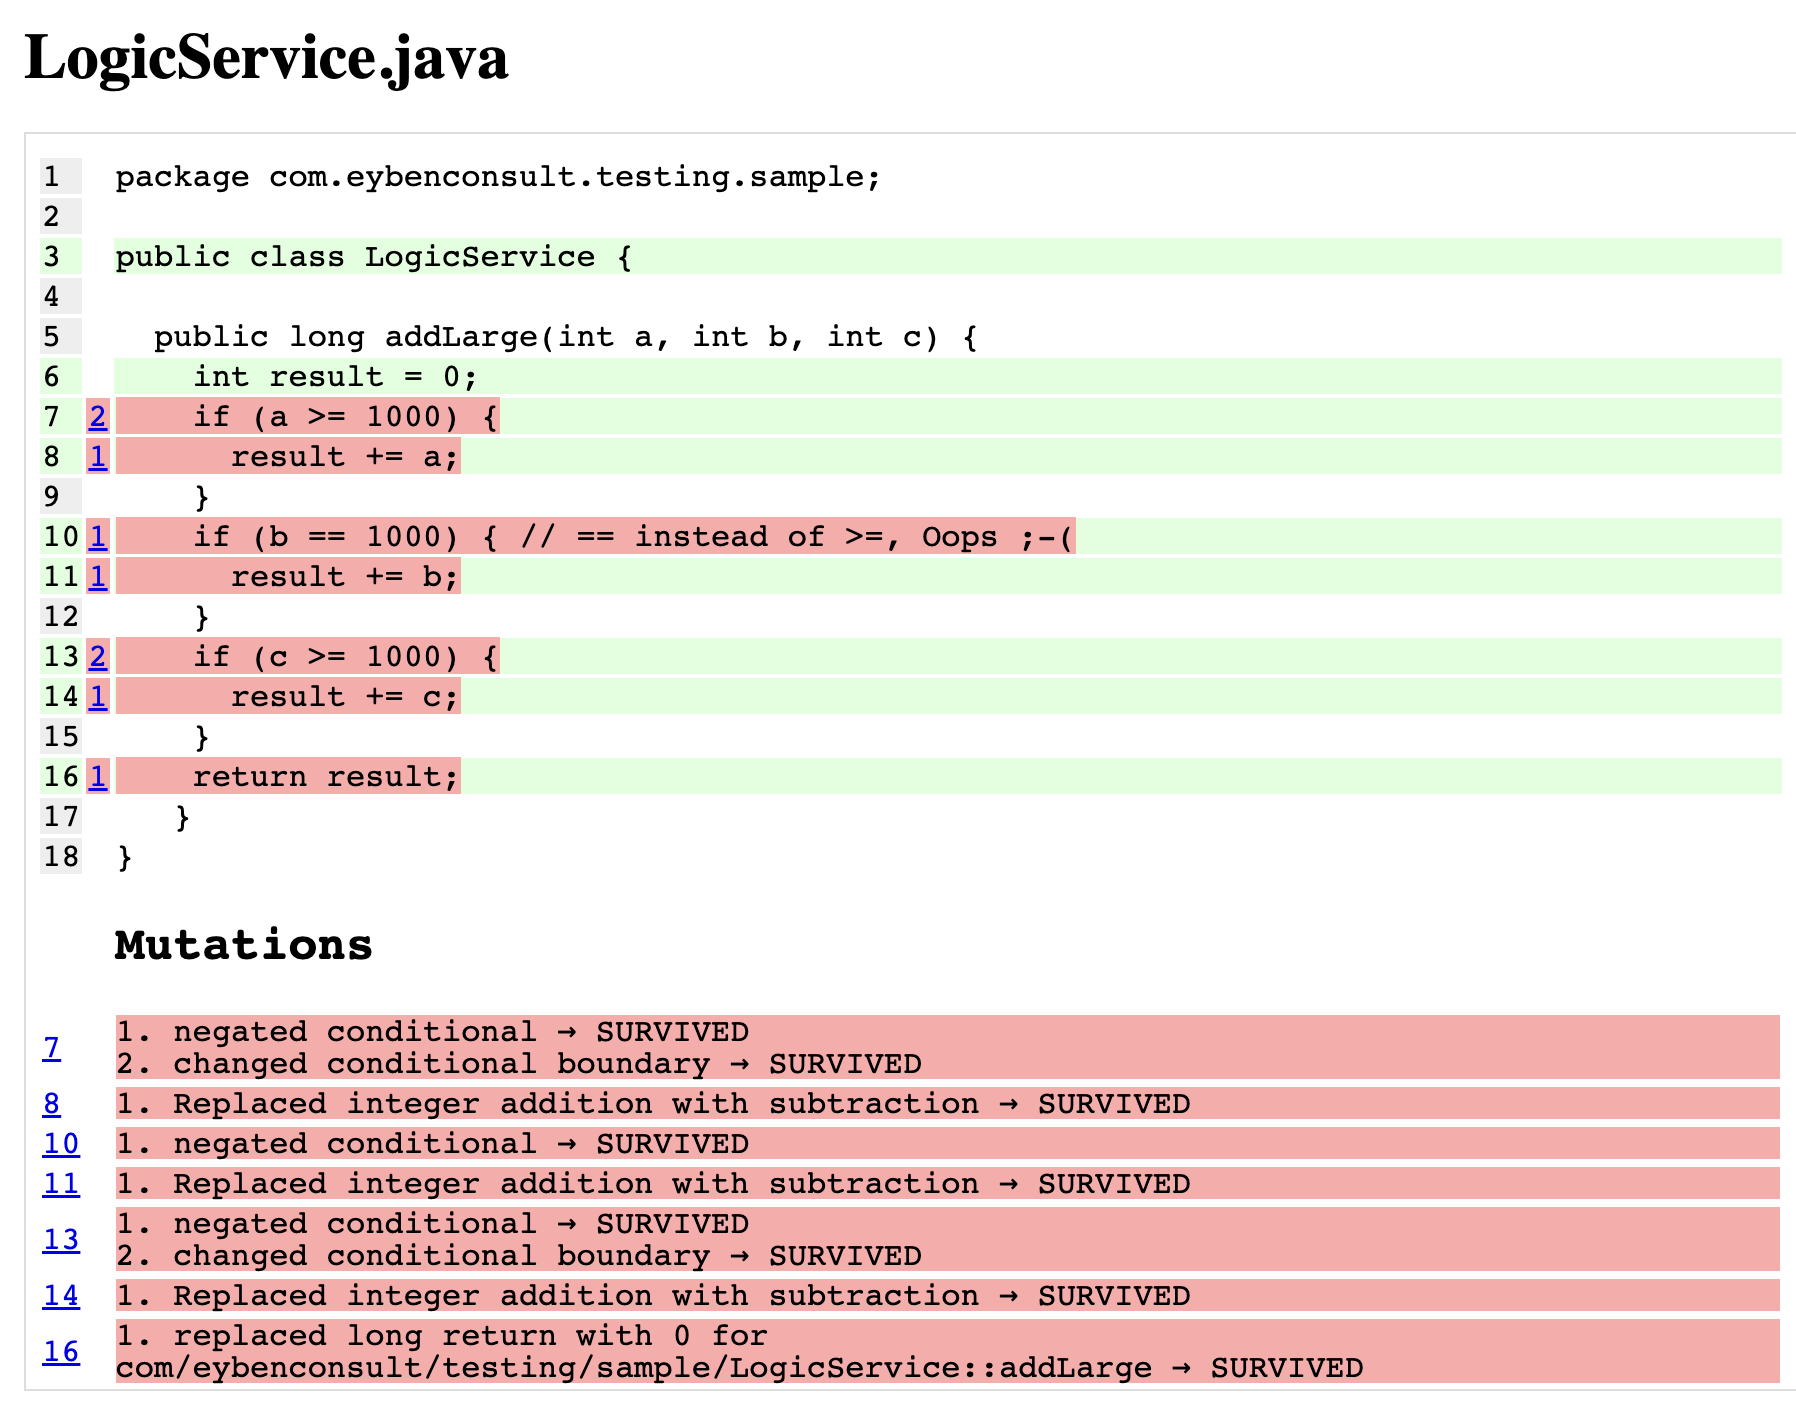 LogicService.java
1 package com.eybenconsult.testing.sample;
2
3 public class LogicService {
4
5 public long addLarge(int a, int b, int c) {
6 int result = 0;
7 2 if (a >= 1000) {
8 1 result += a;
9 }
10 1 if (b == 1000) { // == instead of >=, Oops ;-(
11 1 result += b;
12 }
13 2 if (c >= 1000) {
14 1 result += c;
15 }
16 1 return result;
17 }
18 }
Mutations
7 1. negated conditional → SURVIVED
2. changed conditional boundary → SURVIVED
8 1. Replaced integer addition with subtraction → SURVIVED
10 1. negated conditional → SURVIVED
11 1. Replaced integer addition with subtraction → SURVIVED
13 1. negated conditional → SURVIVED
2. changed conditional boundary → SURVIVED
14 1. Replaced integer addition with subtraction → SURVIVED
16 1. replaced long return with 0 for
com/eybenconsult/testing/sample/LogicService::addLarge → SURVIVED